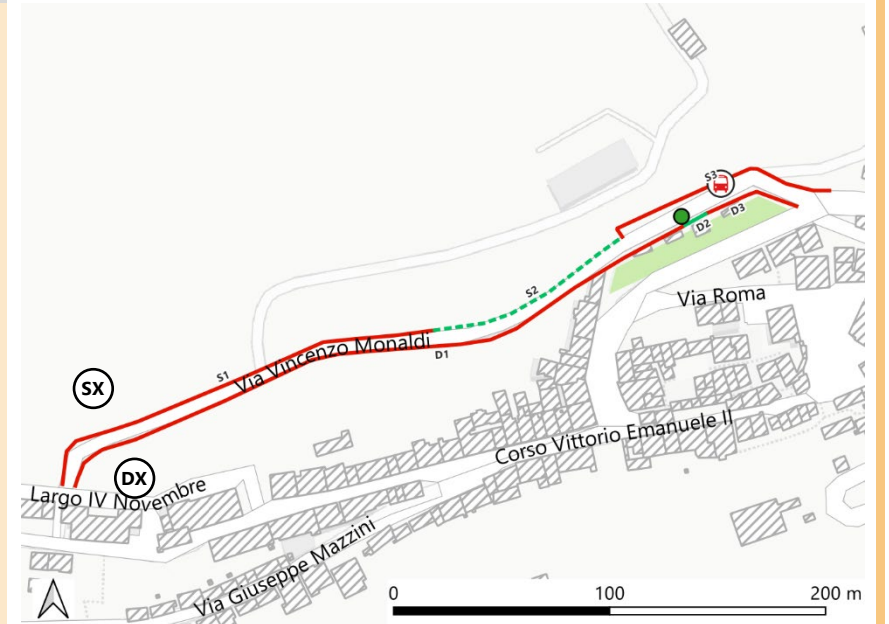 S3
D3
D2
Via Roma
S2
Via Vincenzo Monaldi
D1
S1
SX
Corso Vittorio Emanuele II
DX
Largo IV Novembre
Via Giuseppe Mazzini
0 100 200 m